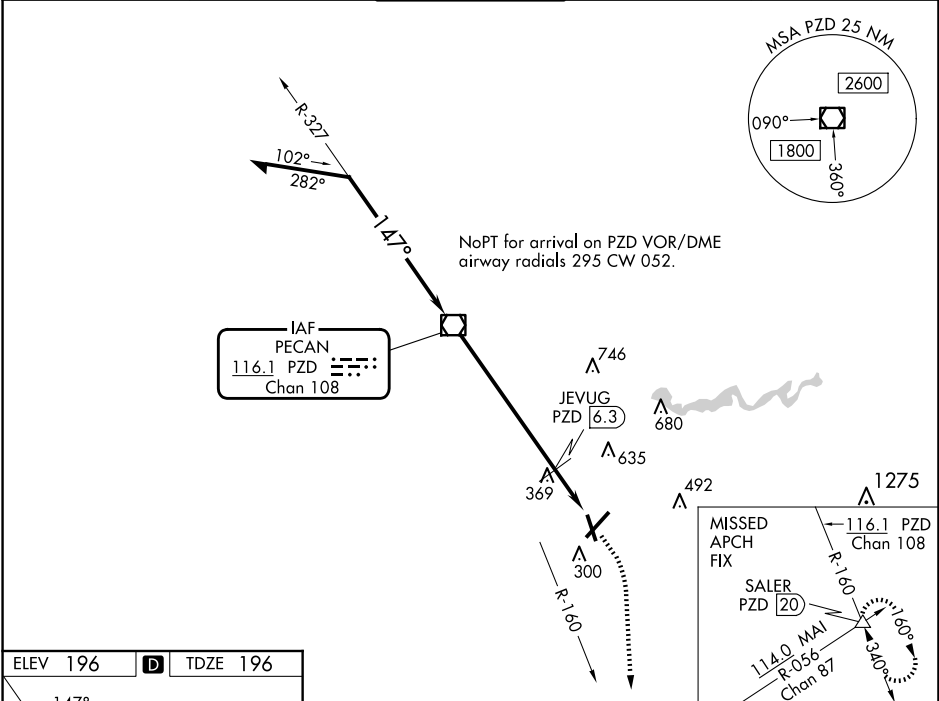 MSA PZD 25 NM
2600
090°
1800
360°
R-327
102°
282°
147°
NoPT for arrival on PZD VOR/DME
airway radials 295 CW 052.
IAF
PECAN
116.1 PZD
Chan 108
746
JEVUG
PZD 6.3
680
635
369
492
1275
300
R-160
MISSED
APCH
FIX
116.1 PZD
Chan 108
R-160
SALER
PZD 20
160°
340°
114.0 MAI
R-056
Chan 87
ELEV 196 D TDZE 196
147°